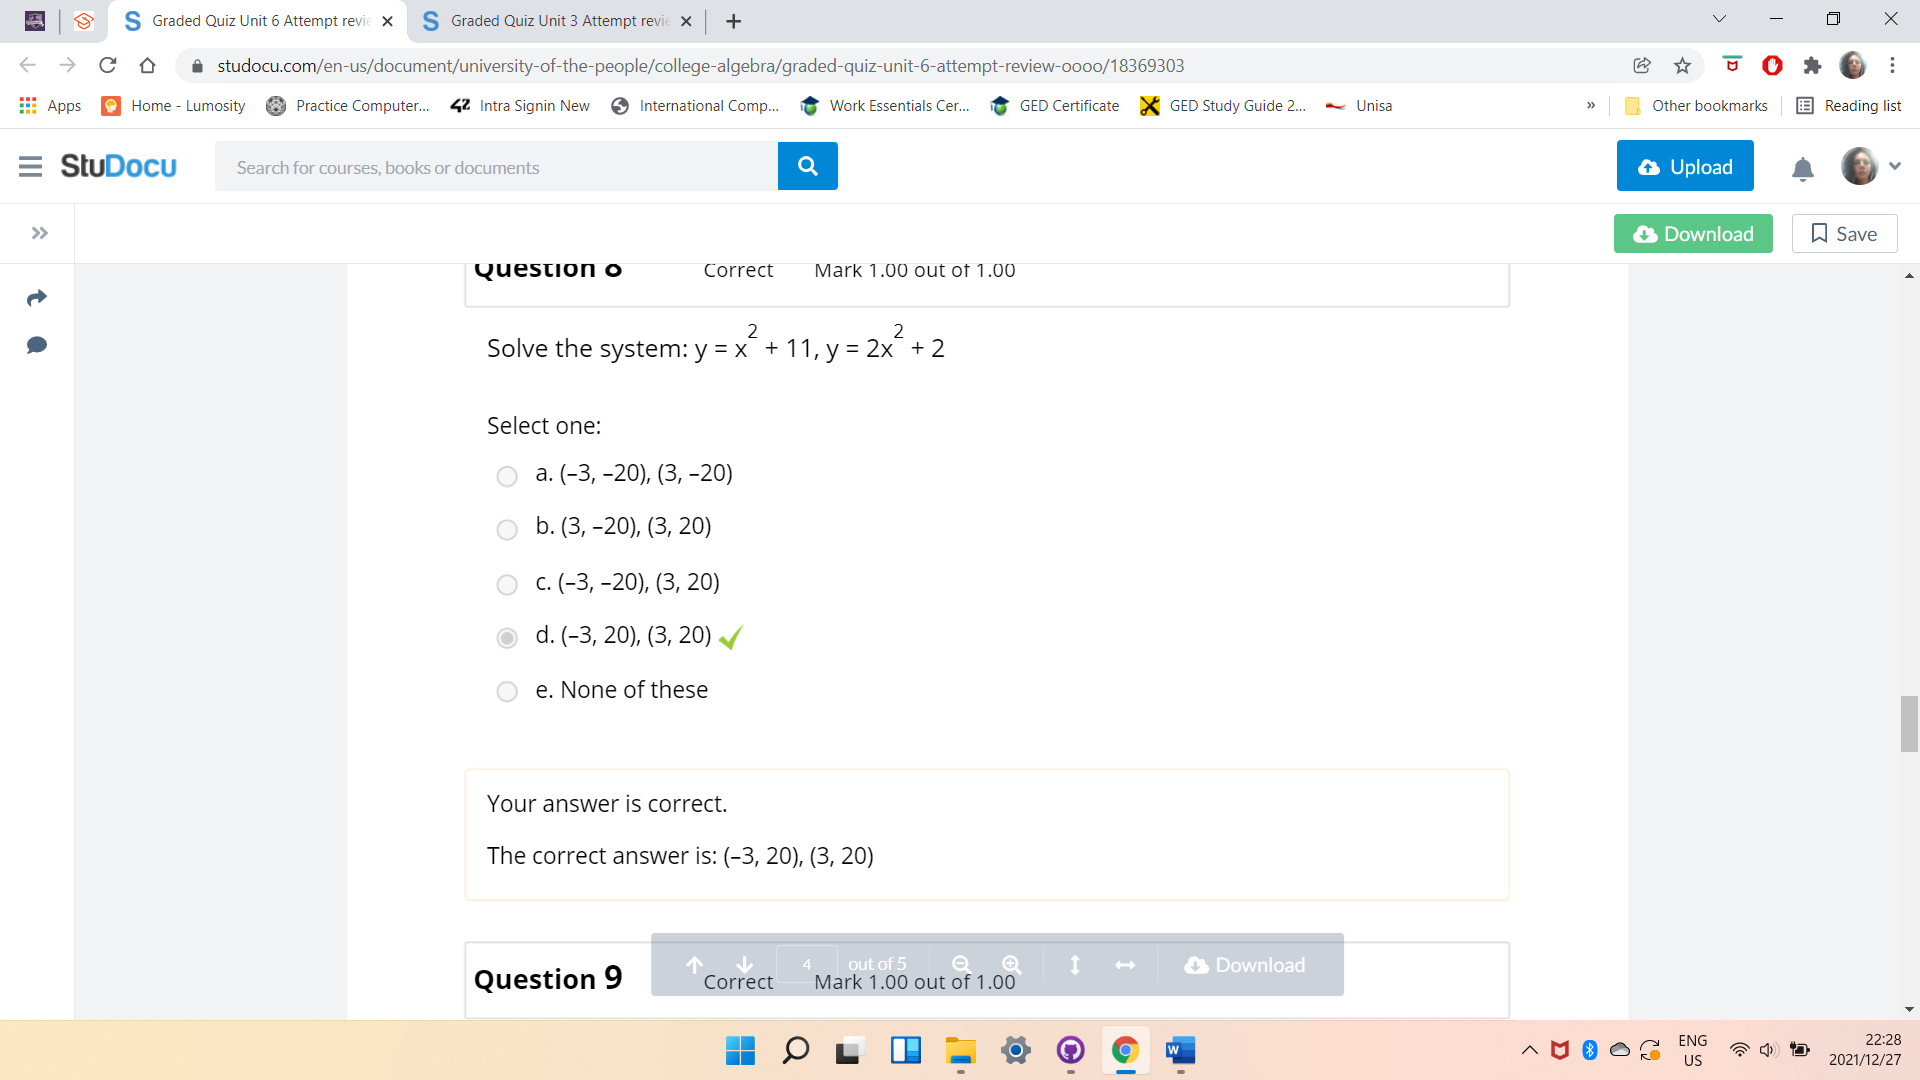 Graded Quiz Unit 6 Attempt revie
Graded Quiz Unit 3 Attempt revie
studocu.com/en-us/document/university-of-the-people/college-algebra/graded-quiz-unit-6-attempt-review-oooo/18369303
Apps
Home - Lumosity
Practice Computer...
Intra Signin New
International Comp...
Work Essentials Cer...
GED Certificate
GED Study Guide 2...
Unisa
Other bookmarks
Reading list
StuDocu
Search for courses, books or documents
Upload
Download
Save
Question 8 Correct Mark 1.00 out of 1.00
Solve the system: y = x² + 11, y = 2x² + 2
Select one:
a. (–3, –20), (3, –20)
b. (3, –20), (3, 20)
c. (–3, –20), (3, 20)
d. (–3, 20), (3, 20)
e. None of these
Your answer is correct.
The correct answer is: (–3, 20), (3, 20)
4 out of 5 Download
Question 9 Correct Mark 1.00 out of 1.00
ENG
US
22:28
2021/12/27